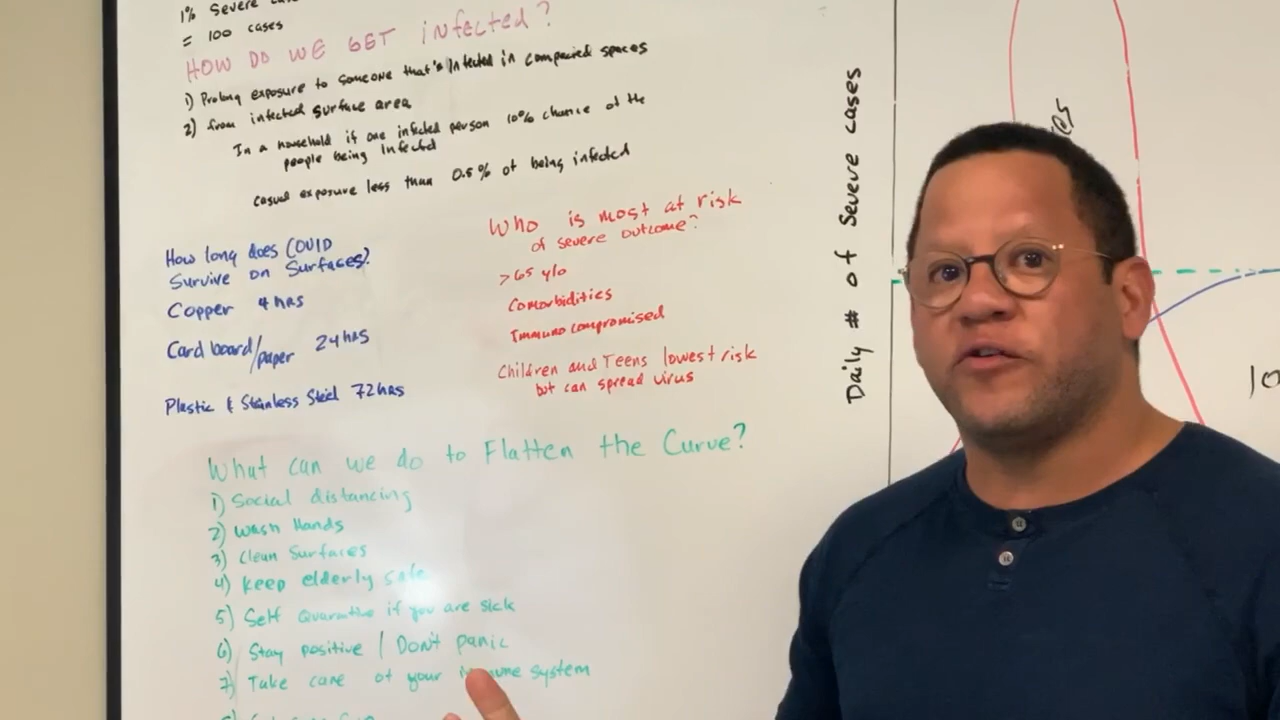 1% Severe
= 100 cases
HOW DO WE GET infected?
1) Prolong exposure to someone that's infected in compacted spaces
2) from infected surface area
In a household if one infected person 10% chance of the
people being infected
casual exposure less than 0.5% of being infected
How long does COVID
Survive on Surfaces?
Copper 4 hrs
Cardboard/paper 24 hrs
Plastic & Stainless Steel 72 hrs
Who is most at risk
of severe outcome?
>65 y/o
Comorbidities
Immunocompromised
Children and Teens lowest risk
but can spread virus
What can we do to Flatten the Curve?
1) Social distancing
2) Wash Hands
3) Clean Surfaces
4) Keep elderly safe
5) Self Quarantine if you are sick
6) Stay positive / Don't panic
7) Take care of your immune system
Daily # of Severe cases